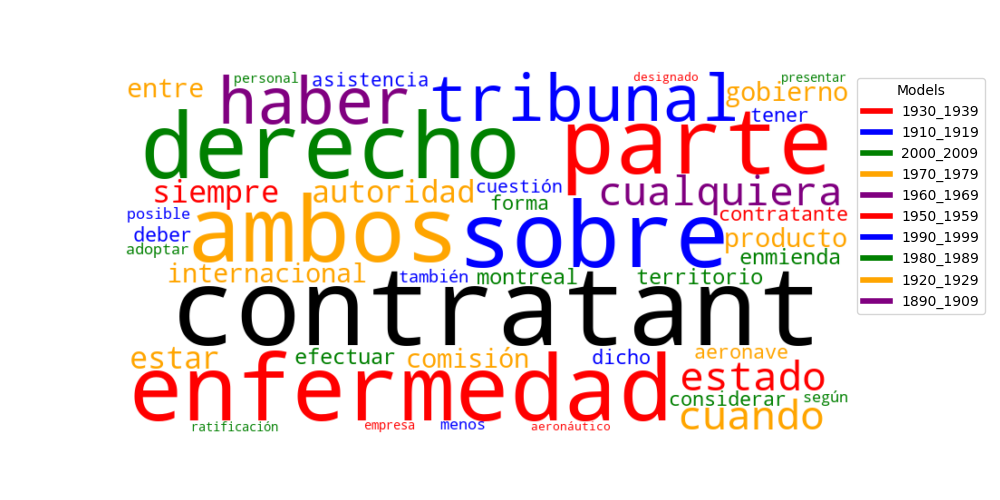 personal asistencia designado presentar
entre haber tribunal gobierno
tener
derecho parte
siempre autoridad cuestión cualquiera
forma
posible ambos sobre contratante
deber producto
adoptar enmienda
internacional también montreal territorio
contratant
estar efectuar comisión dicho aeronave
enfermedad estado
considerar según
cuando
ratificación empresa menos aeronáutico
Models
1930_1939
1910_1919
2000_2009
1970_1979
1960_1969
1950_1959
1990_1999
1980_1989
1920_1929
1890_1909